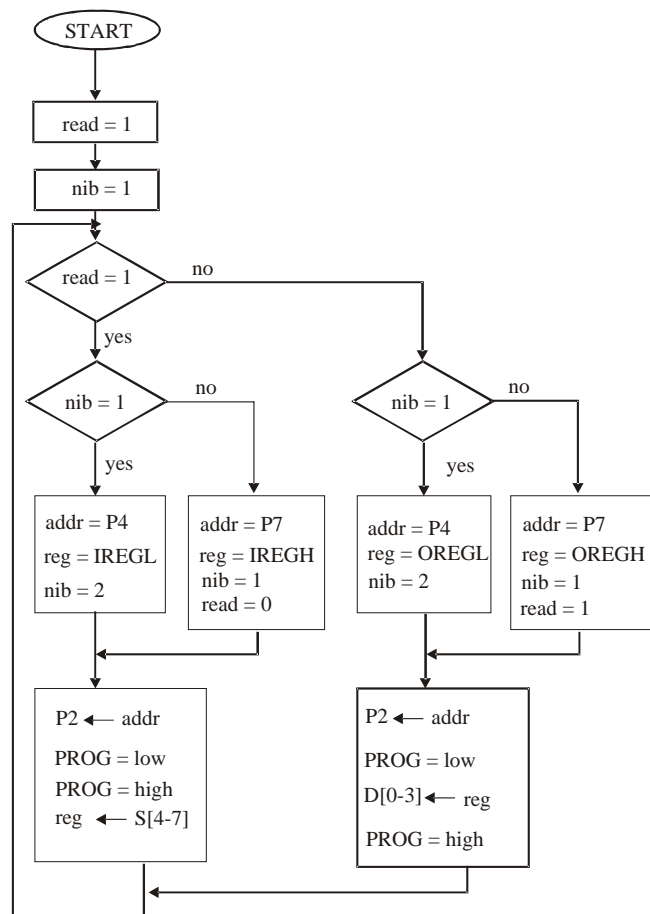 START
read = 1
nib = 1
read = 1
no
yes
nib = 1
no
yes
nib = 1
no
yes
addr = P4
reg = IREGL
nib = 2
addr = P7
reg = IREGH
nib = 1
read = 0
addr = P4
reg = OREGL
nib = 2
addr = P7
reg = OREGH
nib = 1
read = 1
P2 ← addr
PROG = low
PROG = high
reg ← S[4-7]
P2 ← addr
PROG = low
D[0-3] ← reg
PROG = high